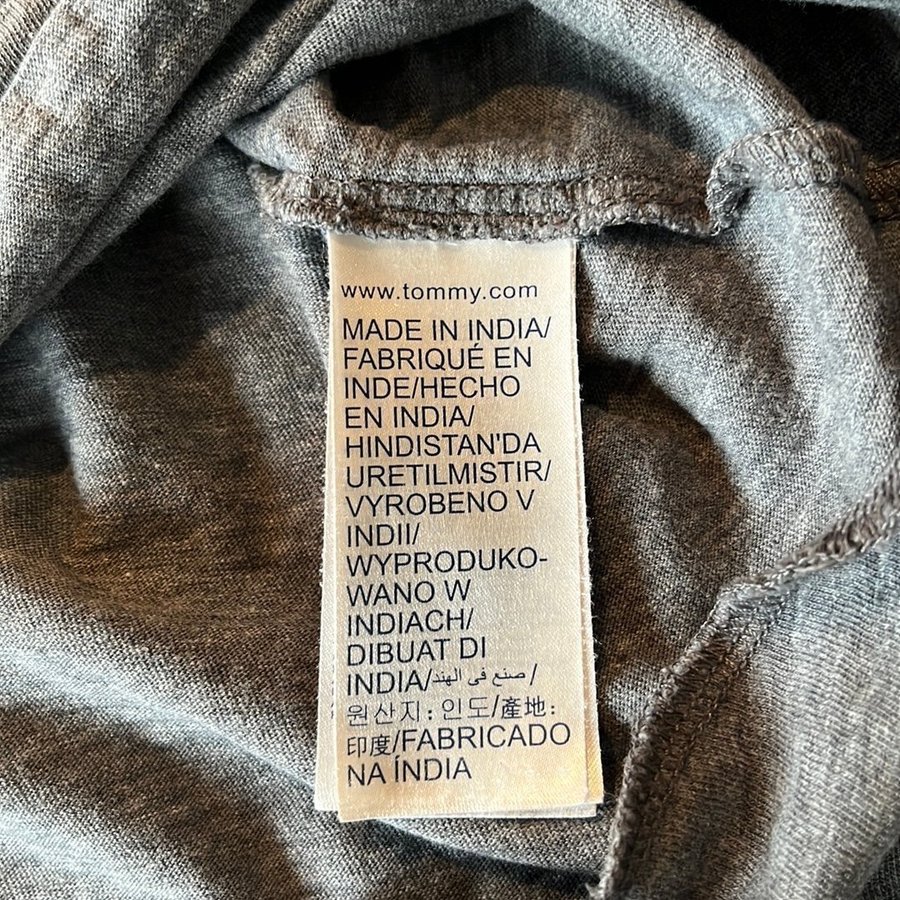 www.tommy.com
MADE IN INDIA/
FABRIQUÉ EN
INDE/HECHO
EN INDIA/
HINDISTAN'DA
URETILMISTIR/
VYROBENO V
INDII/
WYPRODUKO-
WANO W
INDIACH/
DIBUAT DI
INDIA/صنع في الهند/
원산지: 인도/產地:
印度/FABRICADO
NA ÍNDIA